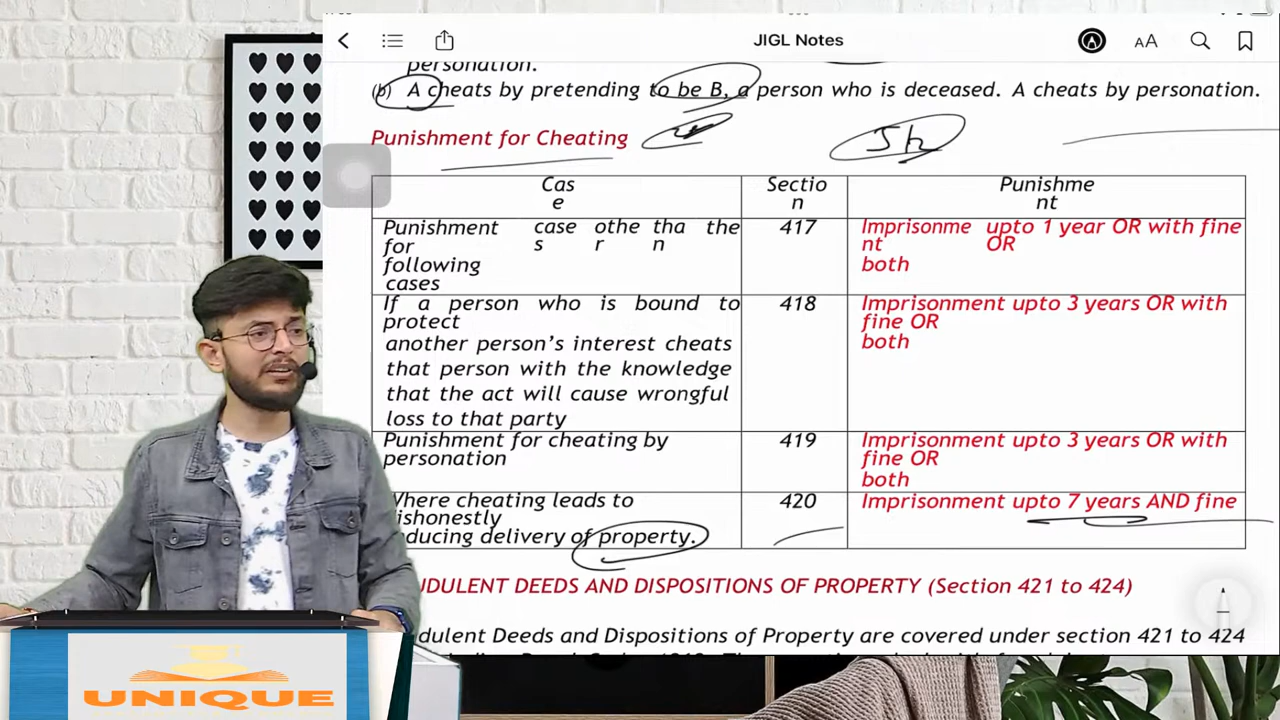 JIGL Notes
AA
personation.
(b) A cheats by pretending to be B, a person who is deceased. A cheats by personation.
Punishment for Cheating
Cas
e
Sectio
n
Punishme
nt
Punishment cases other than the
for
following
cases
417
Imprisonme upto 1 year OR with fine
nt OR
both
If a person who is bound to
protect
another person's interest cheats
that person with the knowledge
that the act will cause wrongful
loss to that party
418
Imprisonment upto 3 years OR with
fine OR
both
Punishment for cheating by
personation
419
Imprisonment upto 3 years OR with
fine OR
both
Where cheating leads to
ishonestly
ducing delivery of property.
420
Imprisonment upto 7 years AND fine
UDULENT DEEDS AND DISPOSITIONS OF PROPERTY (Section 421 to 424)
dulent Deeds and Dispositions of Property are covered under section 421 to 424
UNIQUE